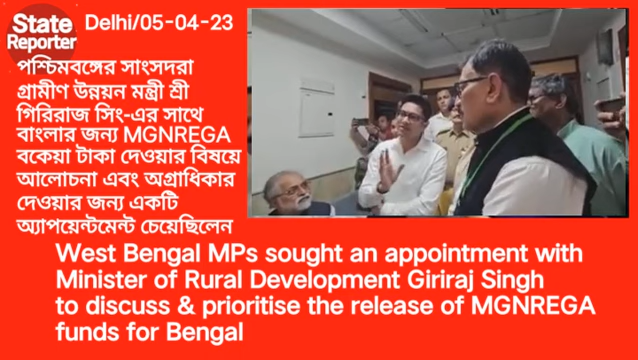 State
Reporter
Delhi/05-04-23
পশ্চিমবঙ্গের সাংসদরা
গ্রামীণ উন্নয়ন মন্ত্রী শ্রী
গিরিরাজ সিং-এর সাথে
বাংলার জন্য MGNREGA
বকেয়া টাকা দেওয়ার বিষয়ে
আলোচনা এবং অগ্রাধিকার
দেওয়ার জন্য একটি
অ্যাপয়েন্টমেন্ট চেয়েছিলেন
West Bengal MPs sought an appointment with
Minister of Rural Development Giriraj Singh
to discuss & prioritise the release of MGNREGA
funds for Bengal